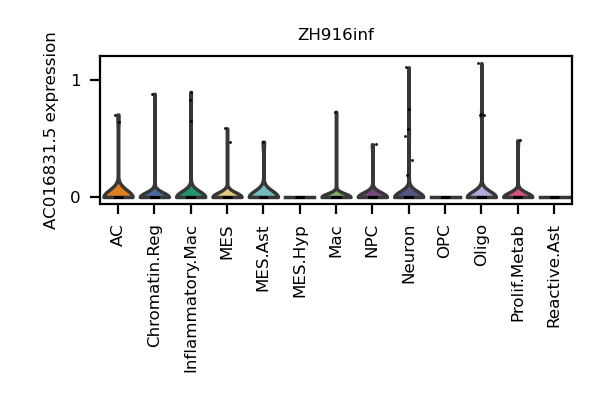 ZH916inf
AC016831.5 expression
1
0
AC
Chromatin.Reg
Inflammatory.Mac
MES
MES.Ast
MES.Hyp
Mac
NPC
Neuron
OPC
Oligo
Prolif.Metab
Reactive.Ast